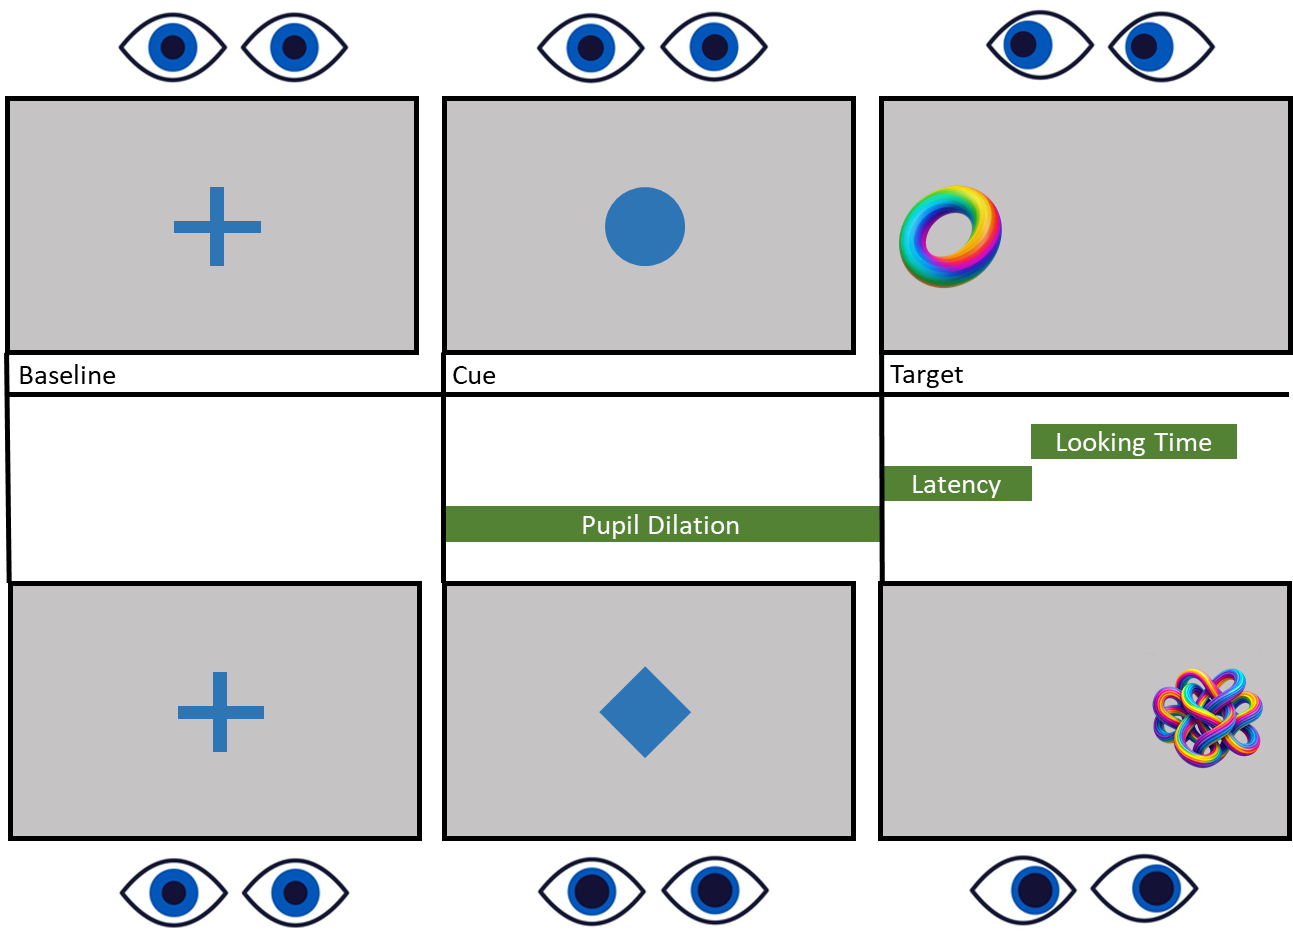 Baseline
Cue
Target
Looking Time
Latency
Pupil Dilation